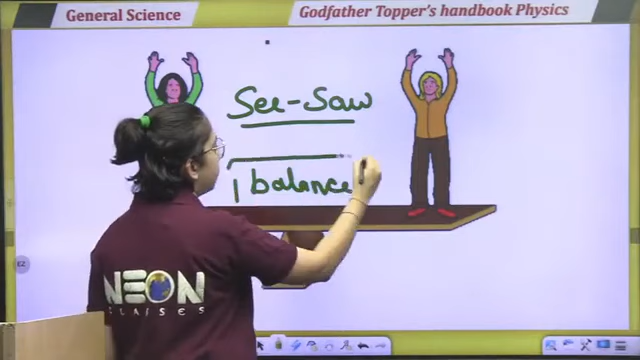 General Science
Godfather Topper's handbook Physics
See-Saw
balance
NEON
CLASSES